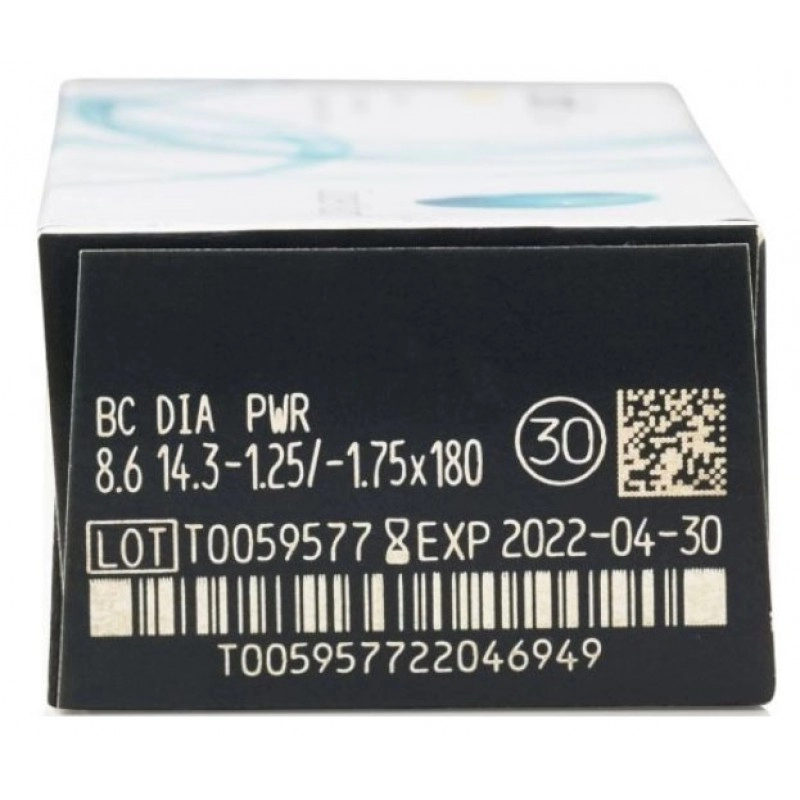 BC DIA PWR
8.6 14.3-1.25/-1.75x180
30
LOT T0059577 EXP 2022-04-30
T005957722046949